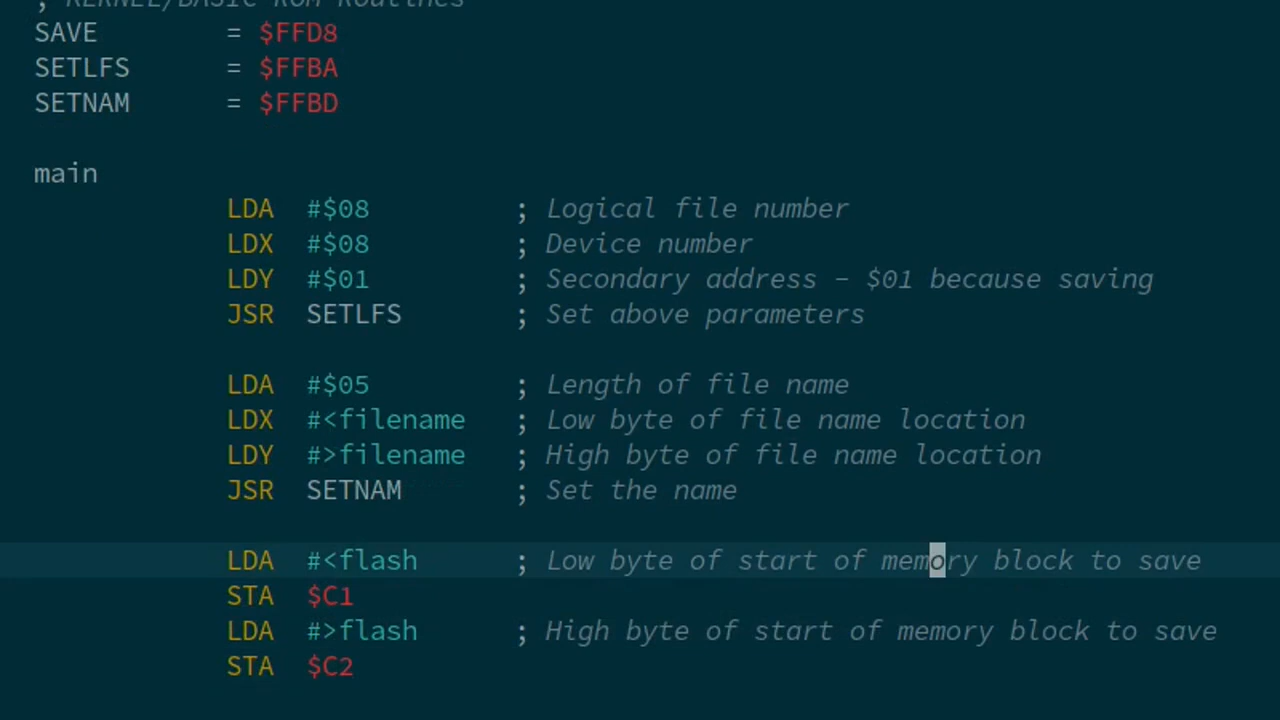 ; KERNEL/BASIC ROM Routines
SAVE = $FFD8
SETLFS = $FFBA
SETNAM = $FFBD
main
LDA #$08 ; Logical file number
LDX #$08 ; Device number
LDY #$01 ; Secondary address - $01 because saving
JSR SETLFS ; Set above parameters
LDA #$05 ; Length of file name
LDX #<filename ; Low byte of file name location
LDY #>filename ; High byte of file name location
JSR SETNAM ; Set the name
LDA #<flash ; Low byte of start of memory block to save
STA $C1
LDA #>flash ; High byte of start of memory block to save
STA $C2